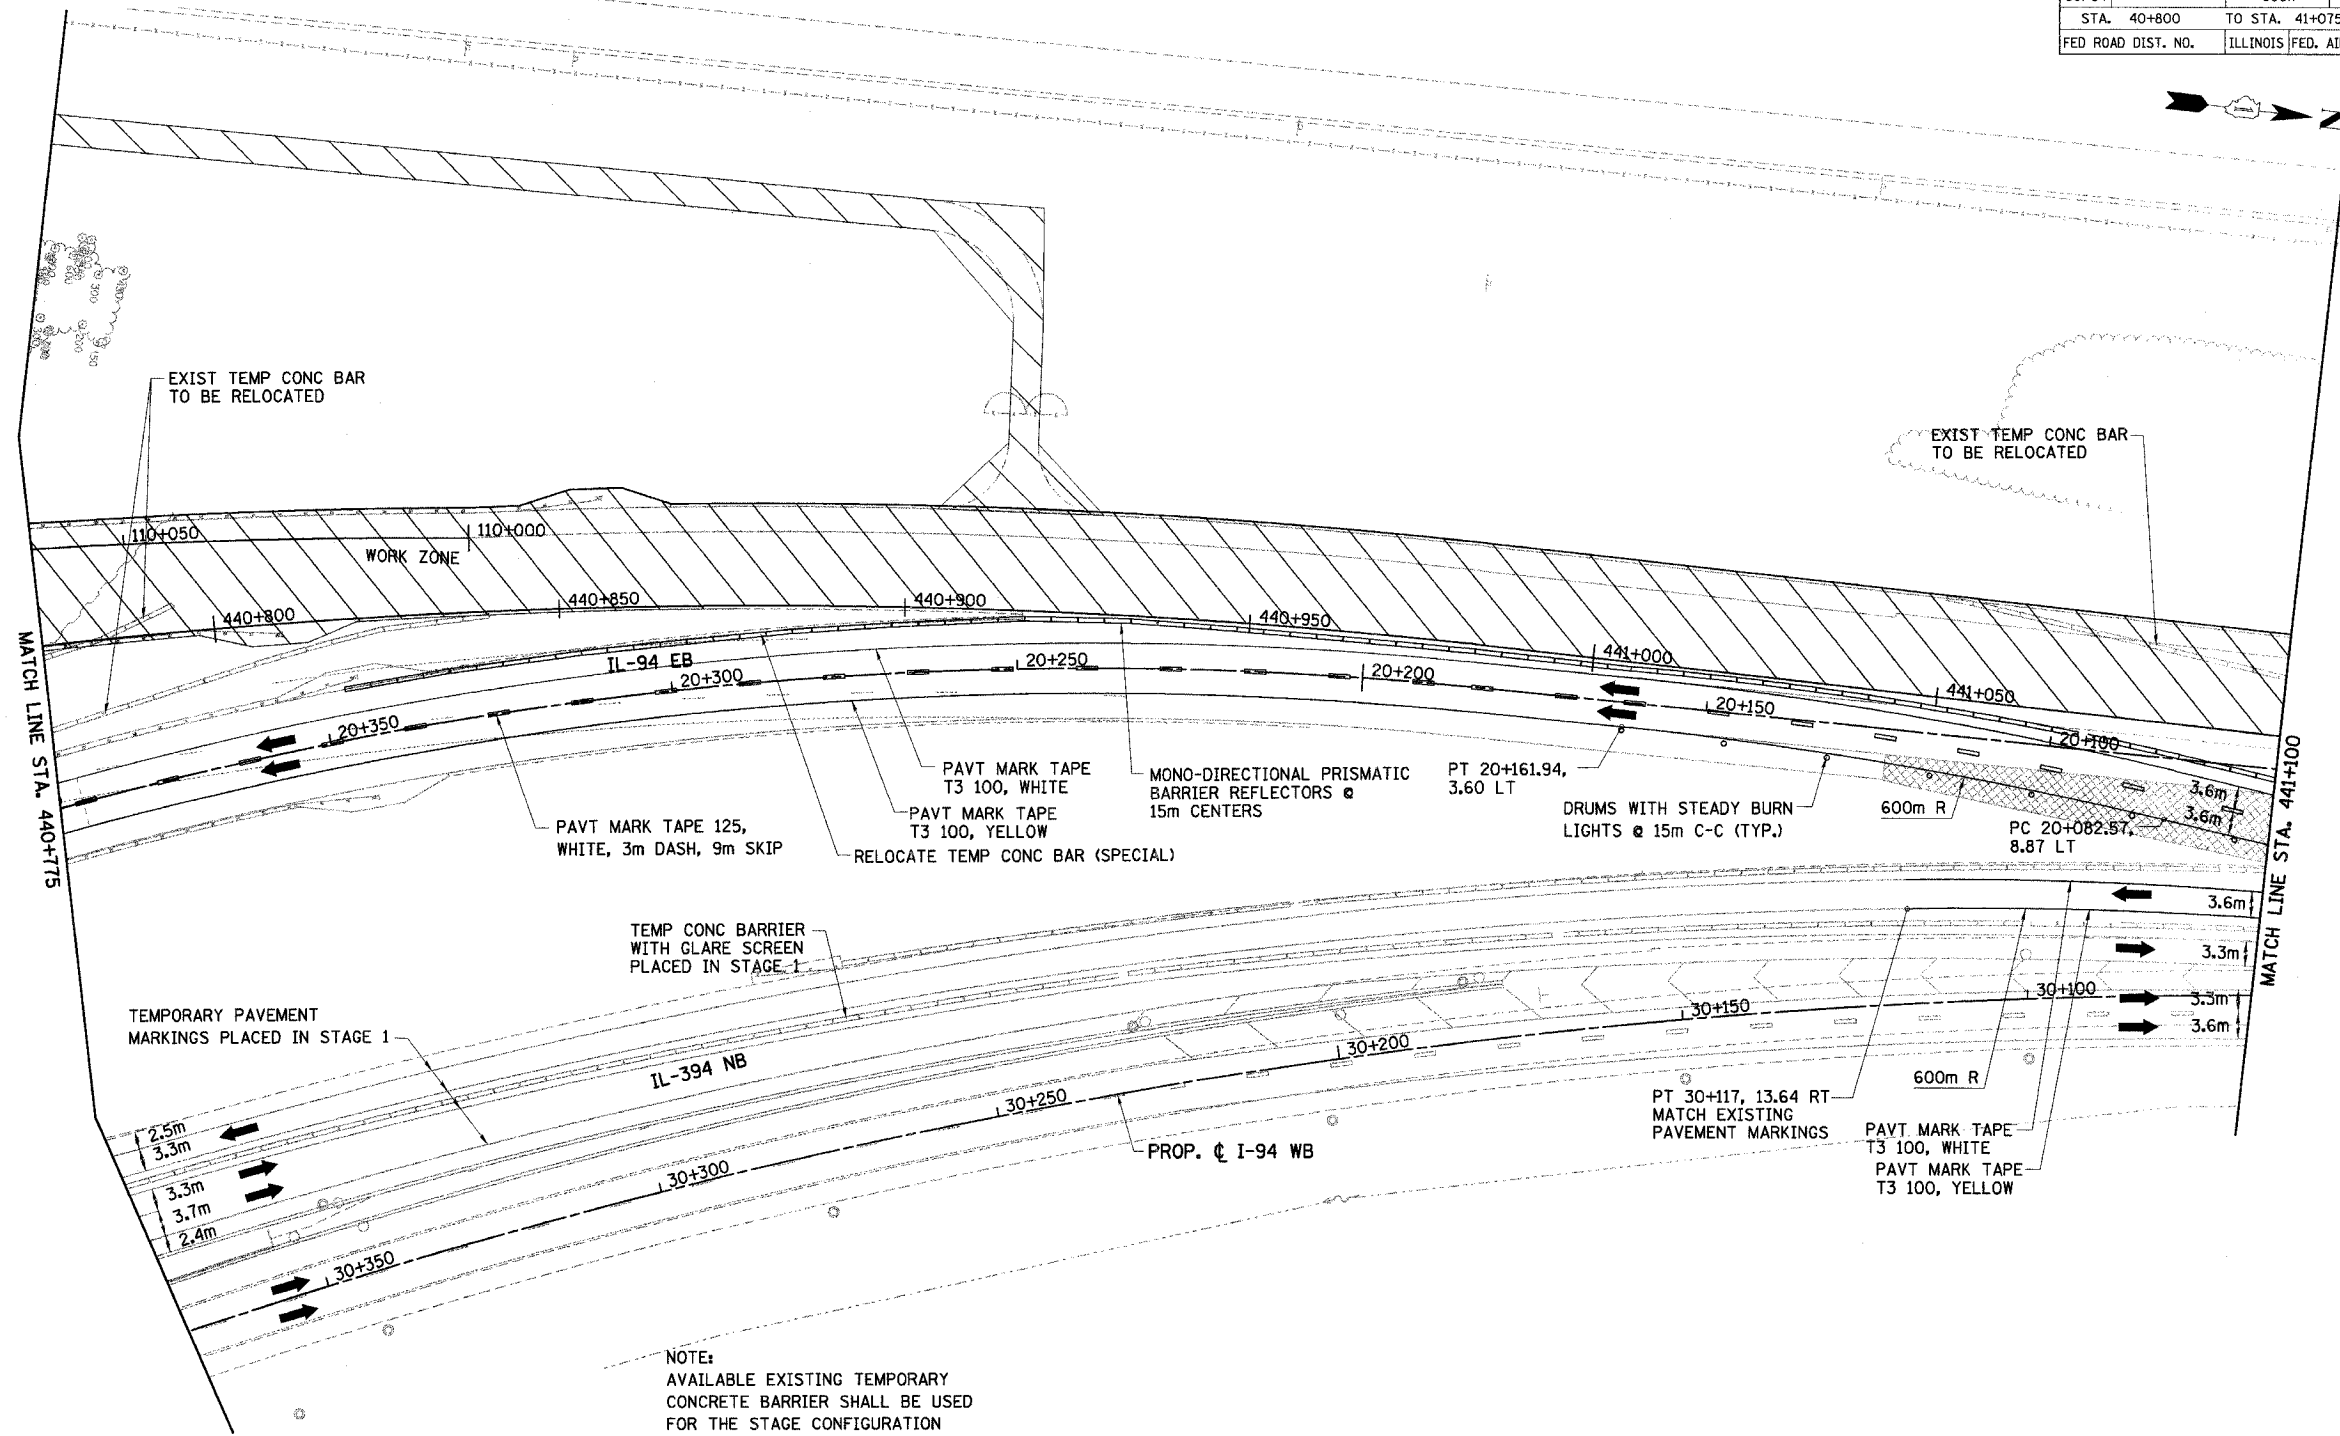 STA. 40+800 TO STA. 41+075
FED ROAD DIST. NO. ILLINOIS FED.
EXIST TEMP CONC BAR
TO BE RELOCATED
EXIST TEMP CONC BAR
TO BE RELOCATED
110+050
110+000
WORK ZONE
440+800
440+850
440+900
440+950
441+000
441+050
IL-94 EB
20+350
20+300
20+250
20+200
20+150
20+100
MATCH LINE STA. 440+775
MATCH LINE STA. 441+100
PAVT MARK TAPE
T3 100, WHITE
PAVT MARK TAPE
T3 100, YELLOW
MONO-DIRECTIONAL PRISMATIC
BARRIER REFLECTORS @
15m CENTERS
PT 20+161.94,
3.60 LT
DRUMS WITH STEADY BURN
LIGHTS @ 15m C-C (TYP.)
600m R
PC 20+082.57,
8.87 LT
3.6m
3.6m
PAVT MARK TAPE 125,
WHITE, 3m DASH, 9m SKIP
RELOCATE TEMP CONC BAR (SPECIAL)
TEMP CONC BARRIER
WITH GLARE SCREEN
PLACED IN STAGE 1
TEMPORARY PAVEMENT
MARKINGS PLACED IN STAGE 1
3.6m
3.3m
3.3m
3.6m
MATCH LINE STA. 441+100
IL-394 NB
30+350
30+300
30+250
30+200
30+150
30+100
2.5m
3.3m
3.3m
3.7m
2.4m
PROP. ℄ I-94 WB
PT 30+117, 13.64 RT
MATCH EXISTING
PAVEMENT MARKINGS
600m R
PAVT MARK TAPE
T3 100, WHITE
PAVT MARK TAPE
T3 100, YELLOW
NOTE:
AVAILABLE EXISTING TEMPORARY
CONCRETE BARRIER SHALL BE USED
FOR THE STAGE CONFIGURATION